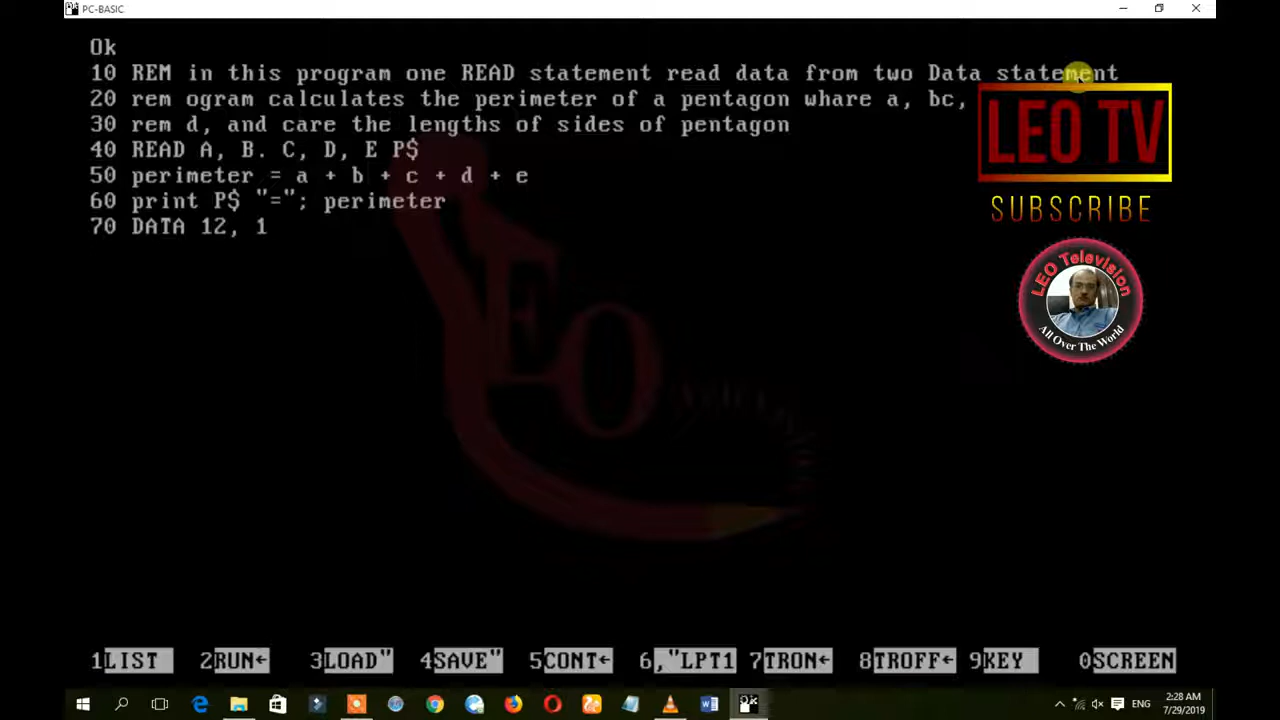 PC-BASIC
Ok
10 REM in this program one READ statement read data from two Data statement
20 rem ogram calculates the perimeter of a pentagon whare a, bc,
30 rem d, and care the lengths of sides of pentagon
40 READ A, B. C, D, E P$
50 perimeter = a + b + c + d + e
60 print P$ "="; perimeter
70 DATA 12, 1
LEO TV
SUBSCRIBE
LEO Television
All Over The World
LEO
1LIST 2RUN← 3LOAD" 4SAVE" 5CONT← 6,"LPT1 7TRON← 8TROFF← 9KEY 0SCREEN
ENG
2:28 AM
7/29/2019